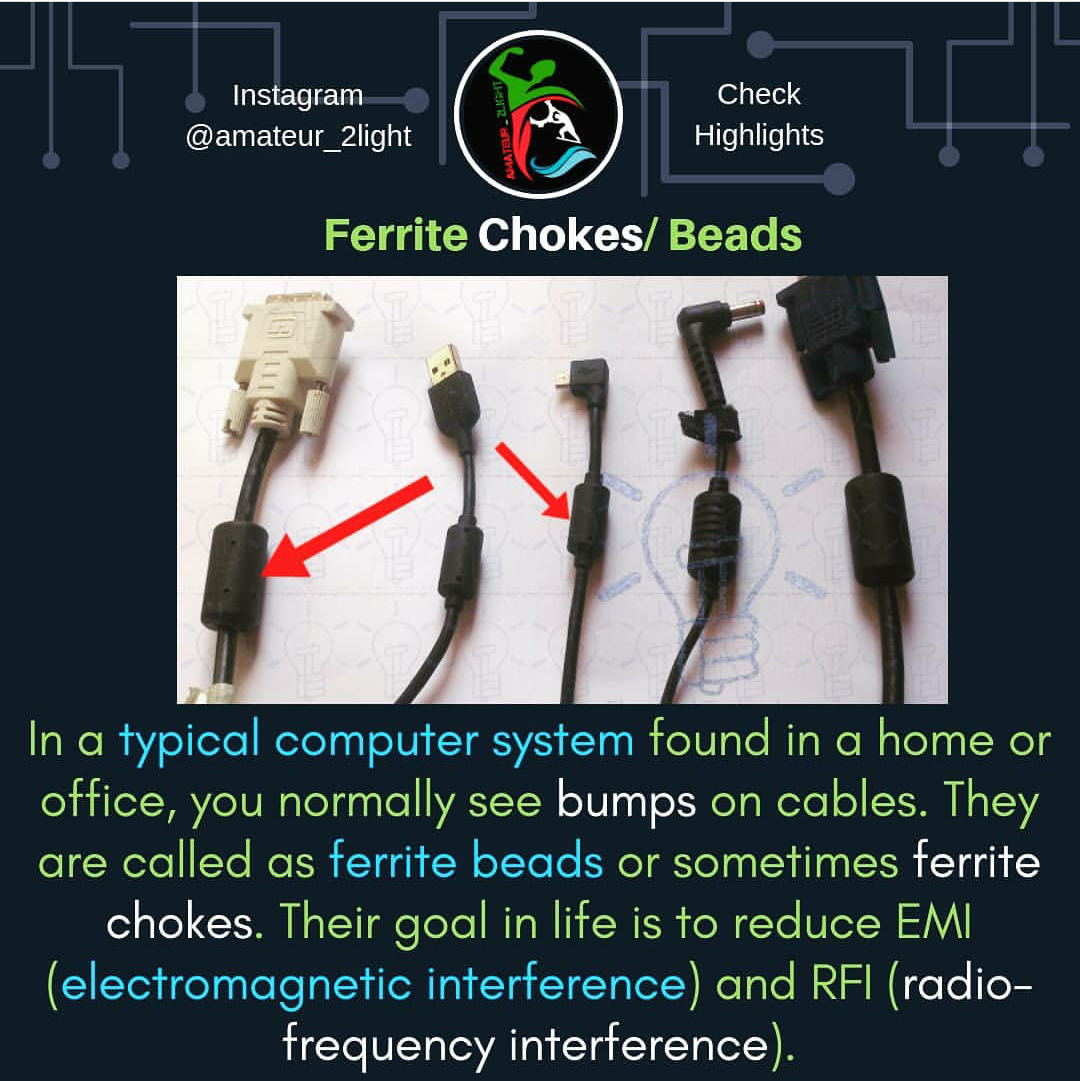 Instagram
@amateur_2light
AMATEUR_2LIGHT
Check
Highlights
Ferrite Chokes/ Beads
In a typical computer system found in a home or
office, you normally see bumps on cables. They
are called as ferrite beads or sometimes ferrite
chokes. Their goal in life is to reduce EMI
(electromagnetic interference) and RFI (radio-
frequency interference).